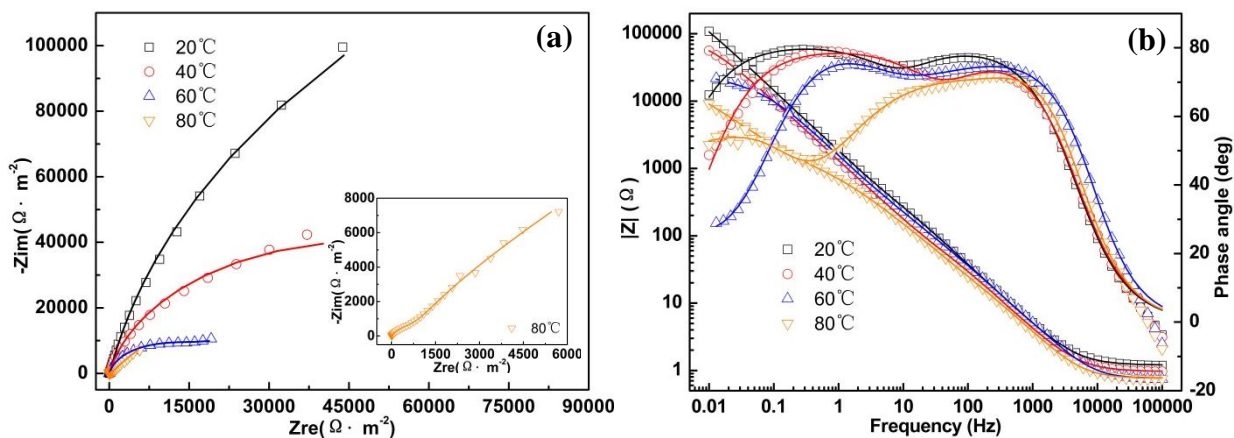 (a)
100000
80000
60000
40000
20000
0
-Zim(Ω· m⁻²)
20℃
40℃
60℃
80℃
0 15000 30000 45000 60000 75000 90000
Zre(Ω· m⁻²)
8000
6000
4000
2000
0
-Zim(Ω· m⁻²)
80℃
0 1500 3000 4500 6000
Zre(Ω· m⁻²)
(b)
100000
10000
1000
100
10
1
|Z| (Ω)
20℃
40℃
60℃
80℃
0.01 0.1 1 10 100 1000 10000 100000
Frequency (Hz)
100
80
60
40
20
0
-20
Phase angle (deg)